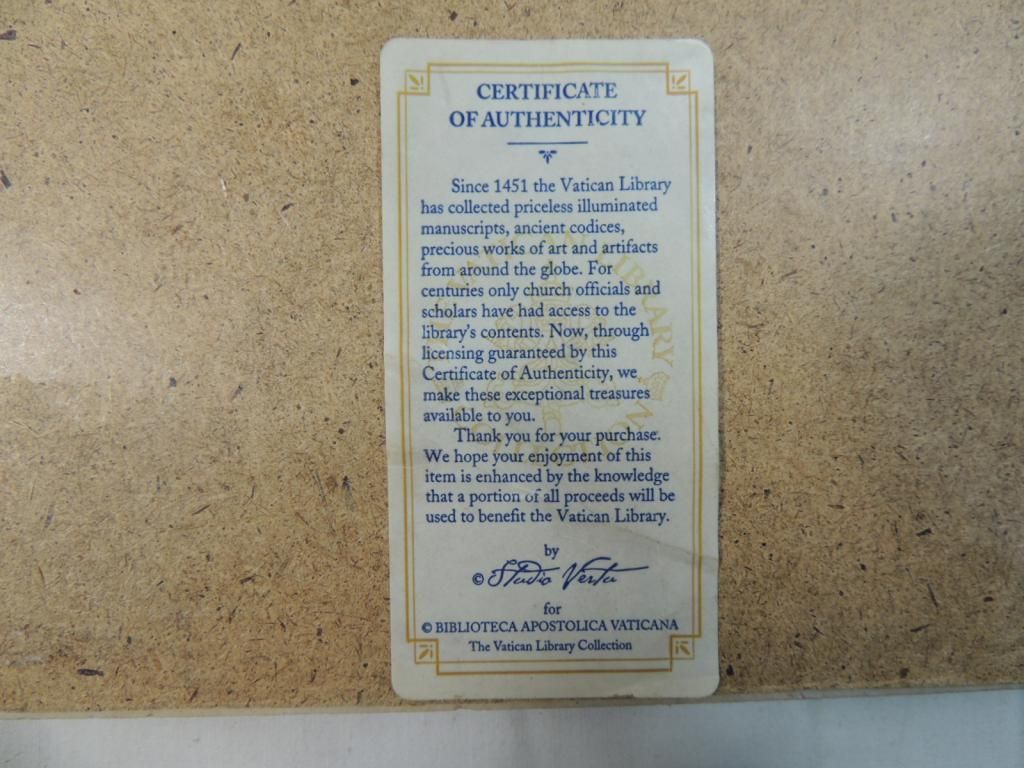 CERTIFICATE
OF AUTHENTICITY
Since 1451 the Vatican Library
has collected priceless illuminated
manuscripts, ancient codices,
precious works of art and artifacts
from around the globe. For
centuries only church officials and
scholars have had access to the
library's contents. Now, through
licensing guaranteed by this
Certificate of Authenticity, we
make these exceptional treasures
available to you.
Thank you for your purchase.
We hope your enjoyment of this
item is enhanced by the knowledge
that a portion of all proceeds will be
used to benefit the Vatican Library.
by
© Studio Vertu
for
© BIBLIOTECA APOSTOLICA VATICANA
The Vatican Library Collection
LIBRARY